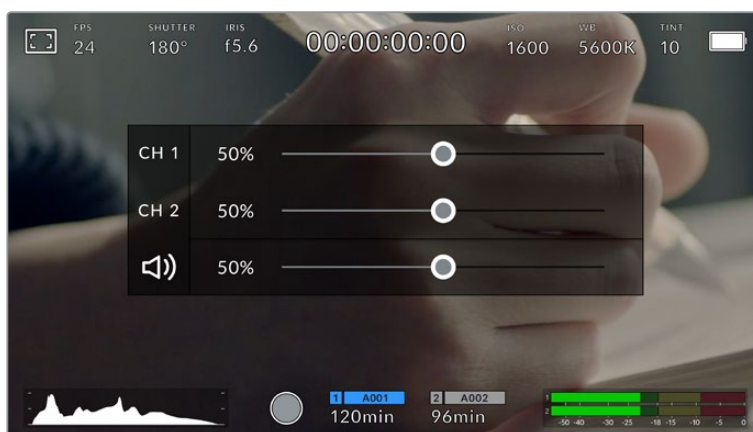 FPS SHUTTER IRIS ISO WB TINT
24 180° f5.6 00:00:00:00 1600 5600K 10
CH 1 50%
CH 2 50%
50%
1 A001 2 A002
120min 96min
1
2
-50 -40 -30 -25 -18 -15 -10 -5 0